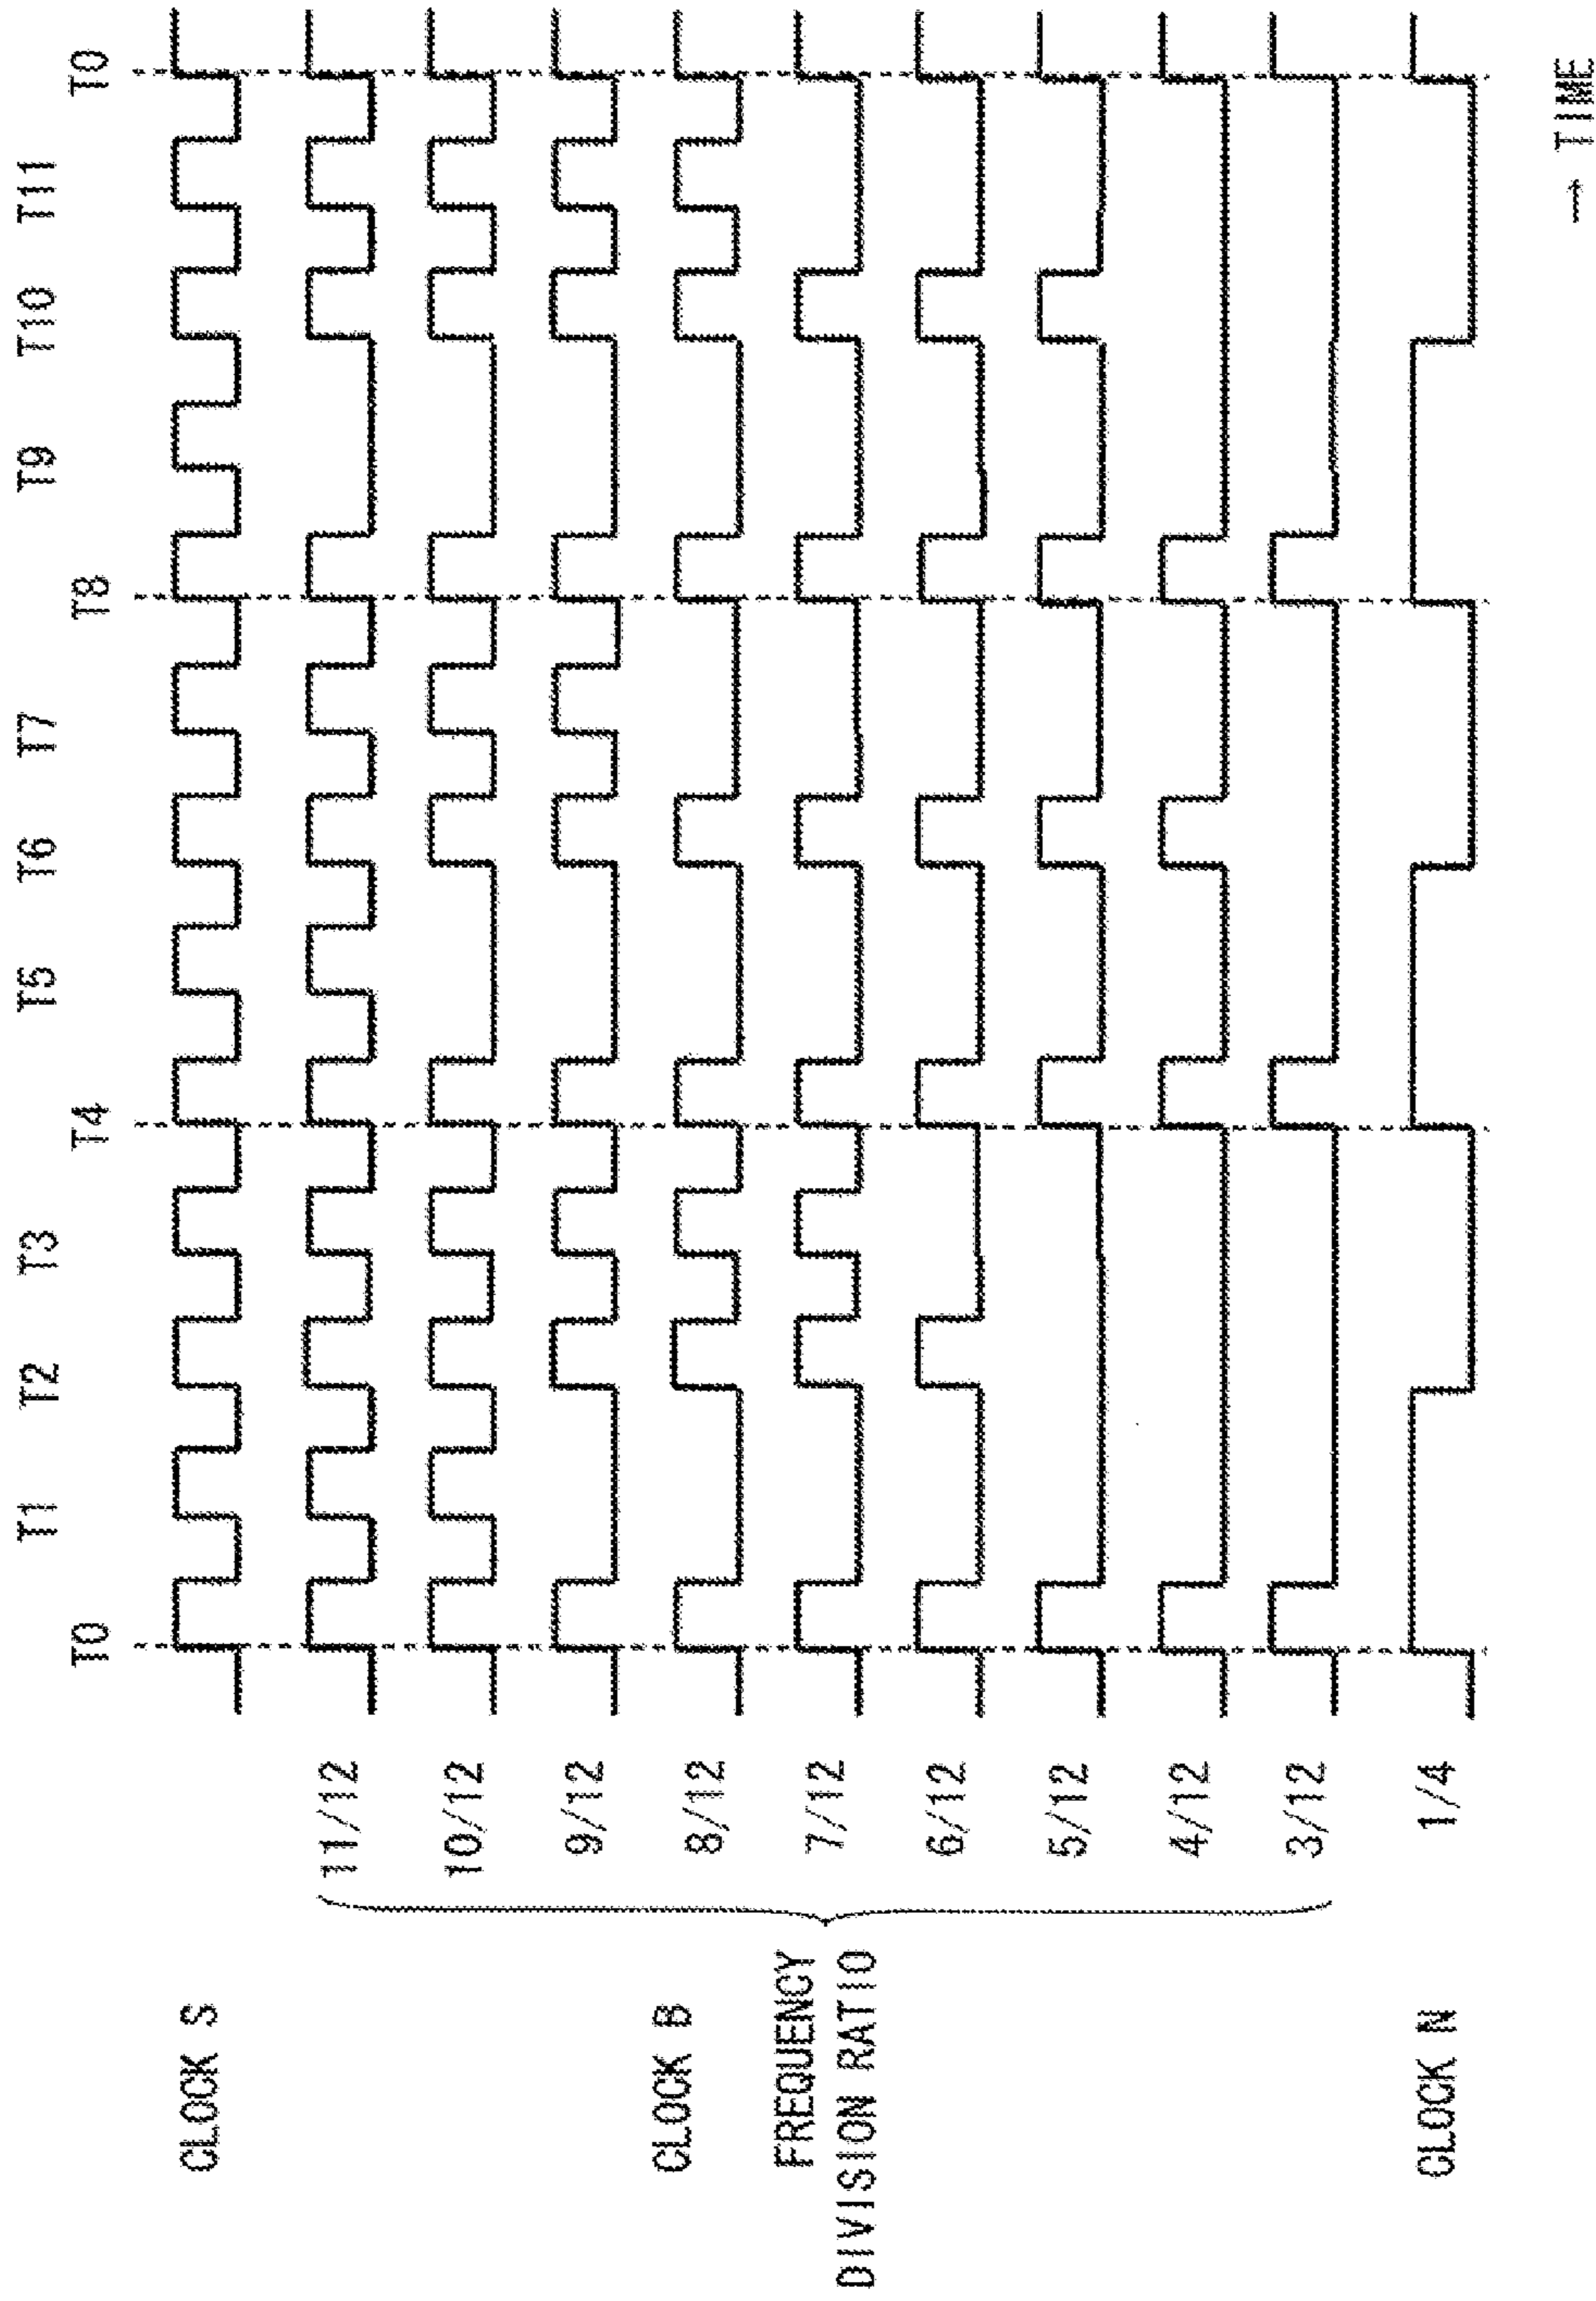 T0 T1 T2 T3 T4 T5 T6 T7 T8 T9 T10 T11 T0
CLOCK S
11/12
10/12
9/12
CLOCK B
8/12
FREQUENCY
7/12
DIVISION RATIO
6/12
5/12
4/12
3/12
CLOCK N 1/4
→ TIME